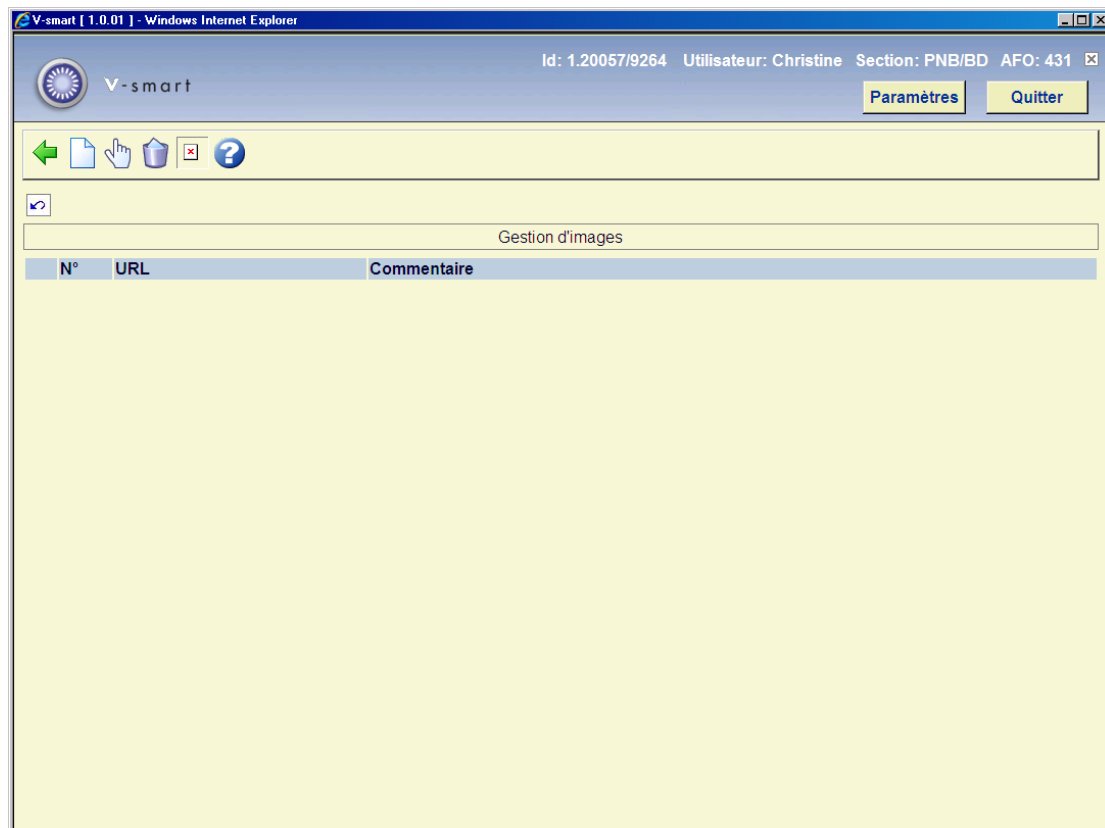 V-smart [ 1.0.01 ] - Windows Internet Explorer
Id: 1.20057/9264 Utilisateur: Christine Section: PNB/BD AFO: 431
V-smart
Paramètres Quitter
?
Gestion d'images
N° URL Commentaire